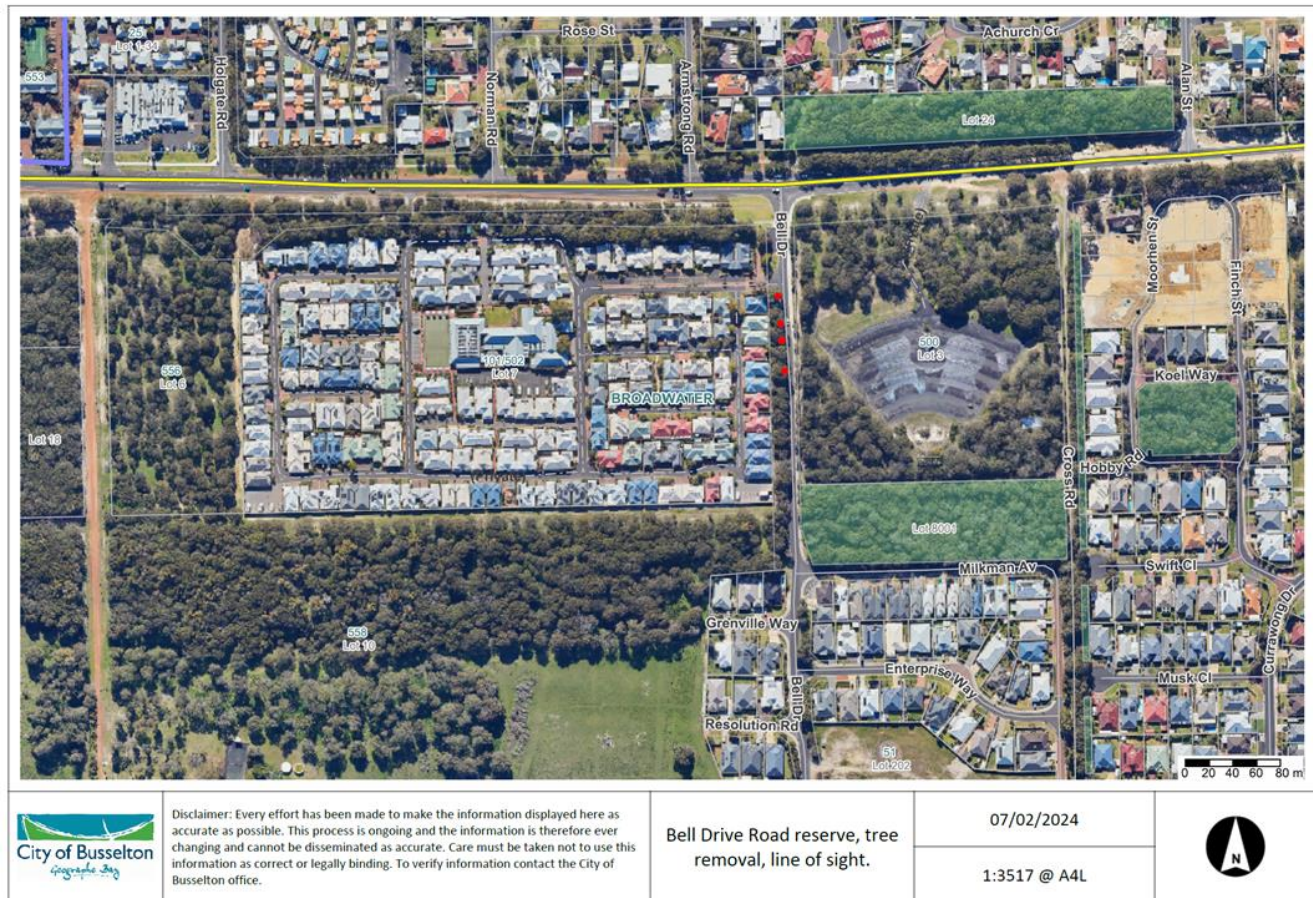 25
Lot 1-34
553
Holgate Rd
Norman Rd
Rose St
Armstrong Rd
Achurch Cr
Alan St
Lot 24
Bell Dr
Moorhen St
Finch St
556
Lot 6
101/502
Lot 7
500
Lot 3
BROADWATER
Koel Way
Lot 18
(Private)
Hobby Rd
Cross Rd
Lot 8001
Milkman Av
Swift Cl
558
Lot 10
Grenville Way
Enterprise Way
Currawong Dr
Musk Cl
Bell Dr
Resolution Rd
51
Lot 202
0 20 40 60 80 m
City of Busselton
Geographe Bay
Disclaimer: Every effort has been made to make the information displayed here as
accurate as possible. This process is ongoing and the information is therefore ever
changing and cannot be disseminated as accurate. Care must be taken not to use this
information as correct or legally binding. To verify information contact the City of
Busselton office.
Bell Drive Road reserve, tree
removal, line of sight.
07/02/2024
1:3517 @ A4L
N